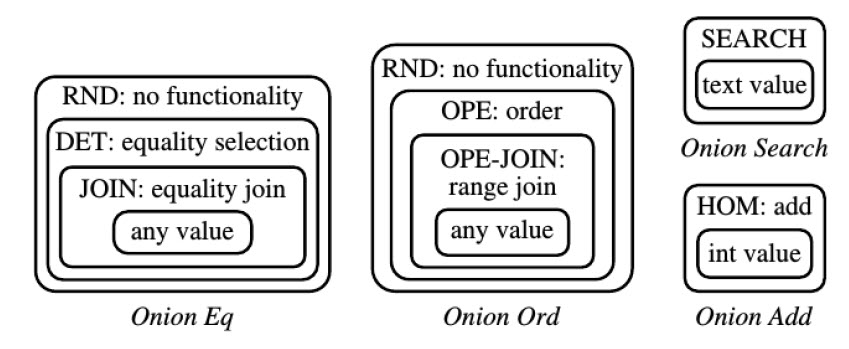 RND: no functionality
DET: equality selection
JOIN: equality join
any value
Onion Eq
RND: no functionality
OPE: order
OPE-JOIN:
range join
any value
Onion Ord
SEARCH
text value
Onion Search
HOM: add
int value
Onion Add